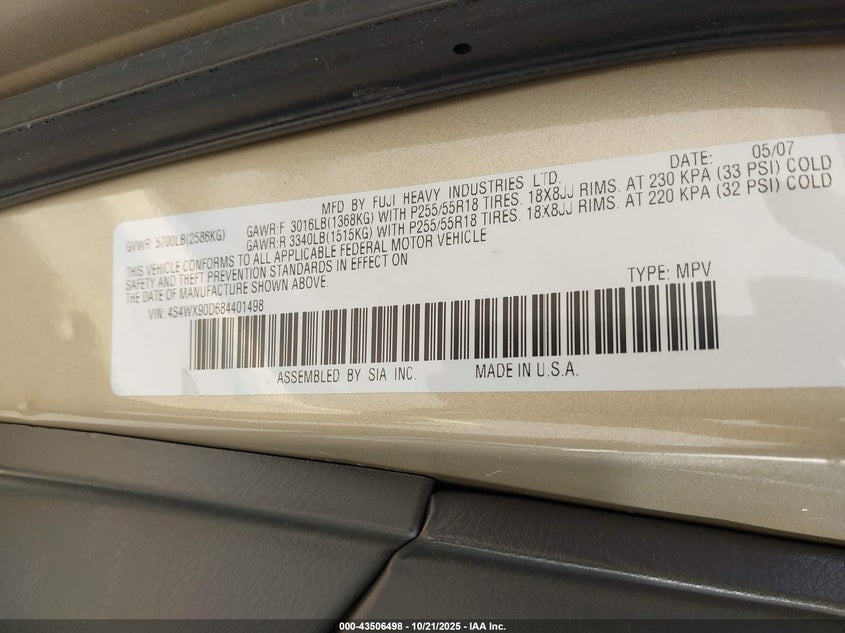 MFD BY FUJI HEAVY INDUSTRIES LTD. DATE: 05/07
GVWR: 5700LB(2586KG) GAWR:F 3016LB(1368KG) WITH P255/55R18 TIRES. 18X8JJ RIMS. AT 230 KPA (33 PSI) COLD
GAWR:R 3340LB(1515KG) WITH P255/55R18 TIRES. 18X8JJ RIMS. AT 220 KPA (32 PSI) COLD
THIS VEHICLE CONFORMS TO ALL APPLICABLE FEDERAL MOTOR VEHICLE
SAFETY AND THEFT PREVENTION STANDARDS IN EFFECT ON
THE DATE OF MANUFACTURE SHOWN ABOVE.
VIN: 4S4WX90D684401498 TYPE: MPV
ASSEMBLED BY SIA INC. MADE IN U.S.A.
000-43506498 - 10/21/2025 - IAA Inc.